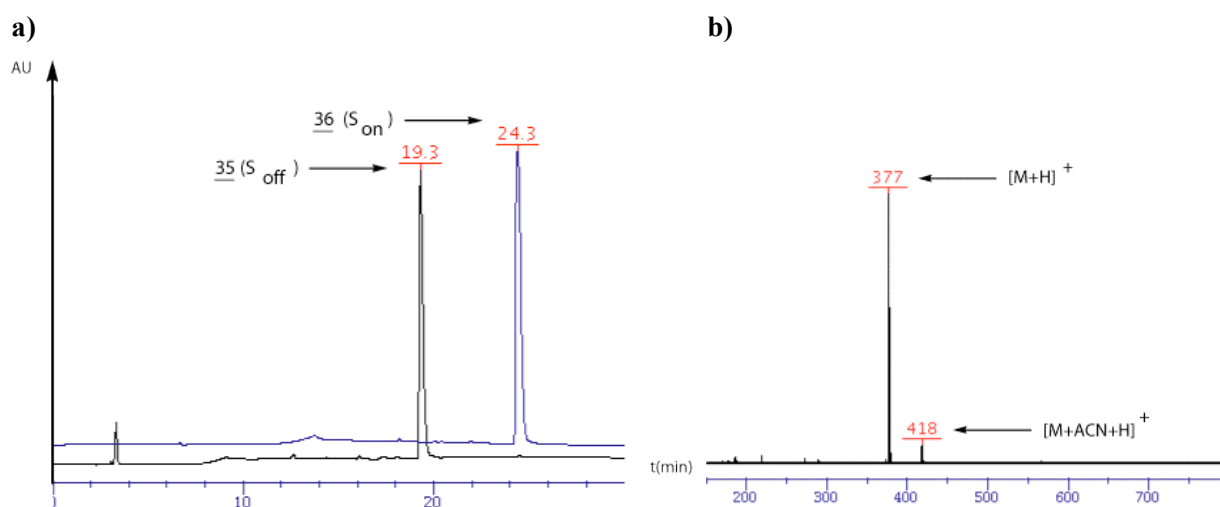 a)
AU
36 (S on)
24.3
35 (S off)
19.3
10
20
b)
377
[M+H]+
418
[M+ACN+H]+
t(min)
200 300 400 500 600 700